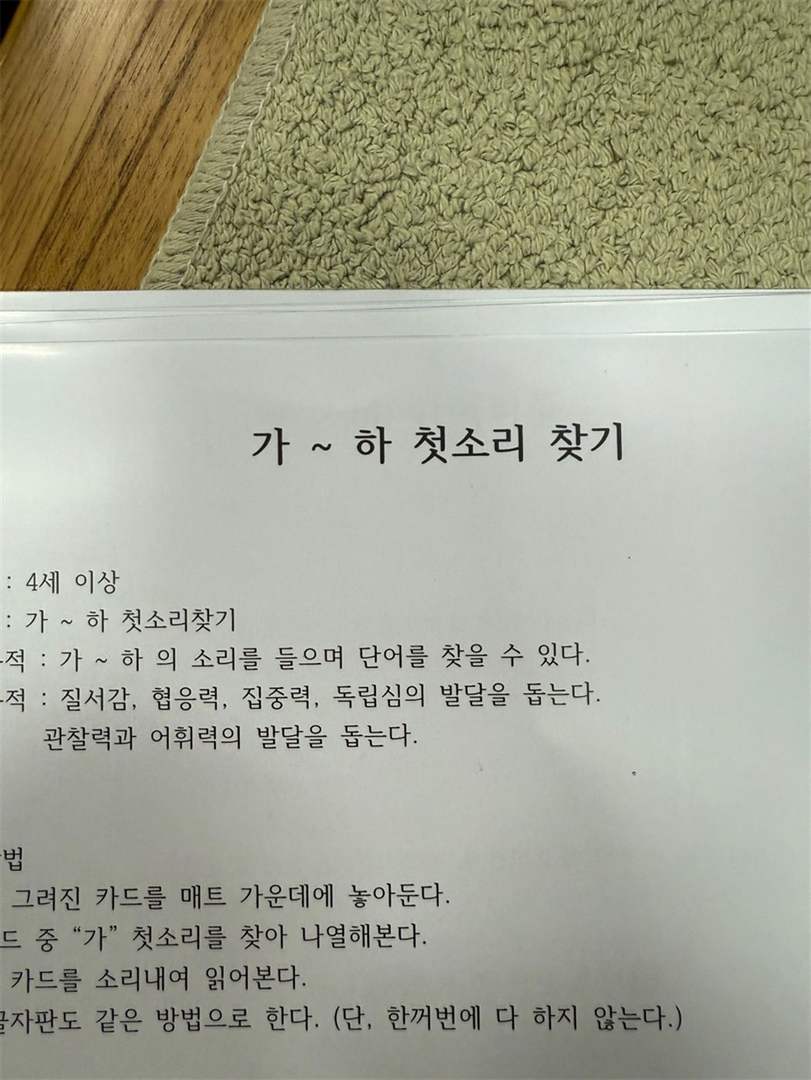 가 ~ 하 첫소리 찾기
: 4세 이상
: 가 ~ 하 첫소리찾기
적 : 가 ~ 하 의 소리를 들으며 단어를 찾을 수 있다.
적 : 질서감, 협응력, 집중력, 독립심의 발달을 돕는다.
관찰력과 어휘력의 발달을 돕는다.
법
그려진 카드를 매트 가운데에 놓아둔다.
드 중 “가” 첫소리를 찾아 나열해본다.
카드를 소리내여 읽어본다.
글자판도 같은 방법으로 한다. (단, 한꺼번에 다 하지 않는다.)